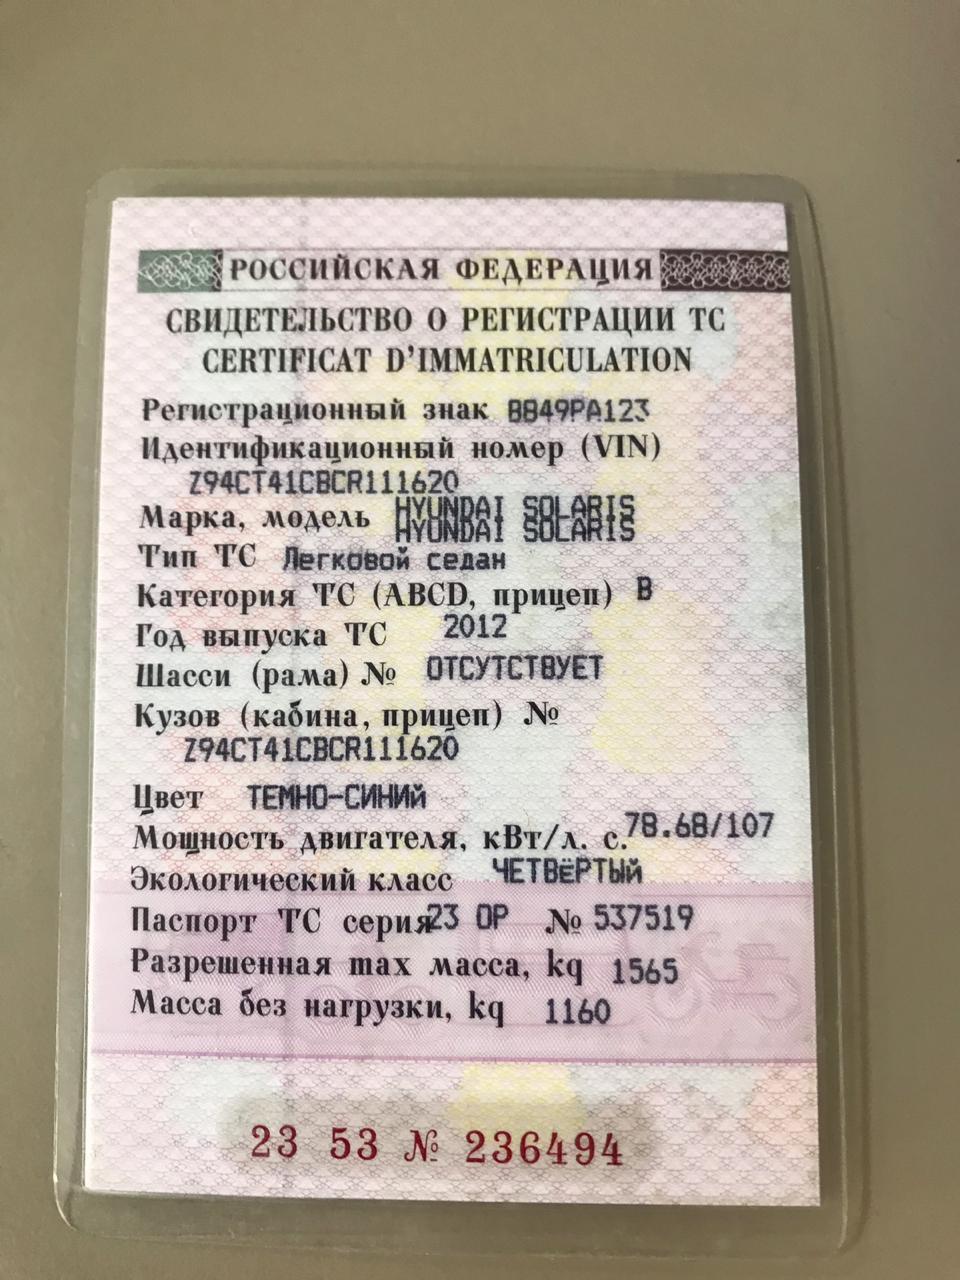 РОССИЙСКАЯ ФЕДЕРАЦИЯ
СВИДЕТЕЛЬСТВО О РЕГИСТРАЦИИ ТС
CERTIFICAT D'IMMATRICULATION
Регистрационный знак В849РА123
Идентификационный номер (VIN)
Z94CT41CBCR111620
Марка, модель HYUNDAI SOLARIS
HYUNDAI SOLARIS
Тип ТС Легковой седан
Категория ТС (ABCD, прицеп) B
Год выпуска ТС 2012
Шасси (рама) № ОТСУТСТВУЕТ
Кузов (кабина, прицеп) №
Z94CT41CBCR111620
Цвет ТЕМНО-СИНИй
Мощность двигателя, кВт/л. с. 78.68/107
Экологический класс ЧЕТВёРТЫй
Паспорт ТС серия 23 ОР № 537519
Разрешенная max масса, kq 1565
Масса без нагрузки, kq 1160
23 53 № 236494